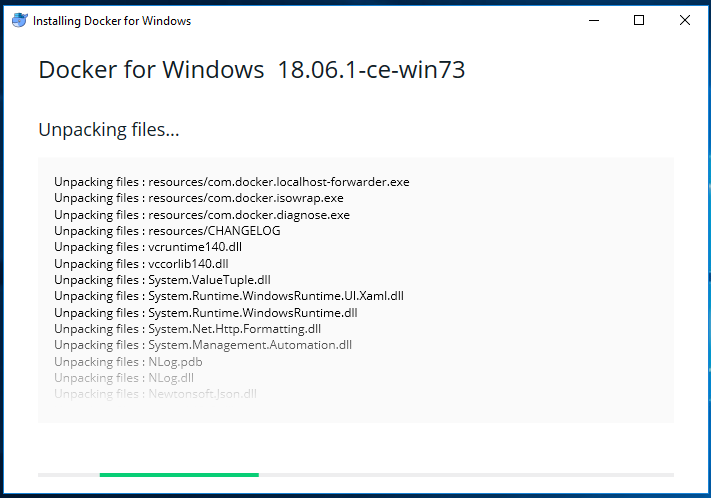 Installing Docker for Windows
Docker for Windows 18.06.1-ce-win73
Unpacking files...
Unpacking files : resources/com.docker.localhost-forwarder.exe
Unpacking files : resources/com.docker.isowrap.exe
Unpacking files : resources/com.docker.diagnose.exe
Unpacking files : resources/CHANGELOG
Unpacking files : vcruntime140.dll
Unpacking files : vccorlib140.dll
Unpacking files : System.ValueTuple.dll
Unpacking files : System.Runtime.WindowsRuntime.UI.Xaml.dll
Unpacking files : System.Runtime.WindowsRuntime.dll
Unpacking files : System.Net.Http.Formatting.dll
Unpacking files : System.Management.Automation.dll
Unpacking files : NLog.pdb
Unpacking files : NLog.dll
Unpacking files : Newtonsoft.Json.dll